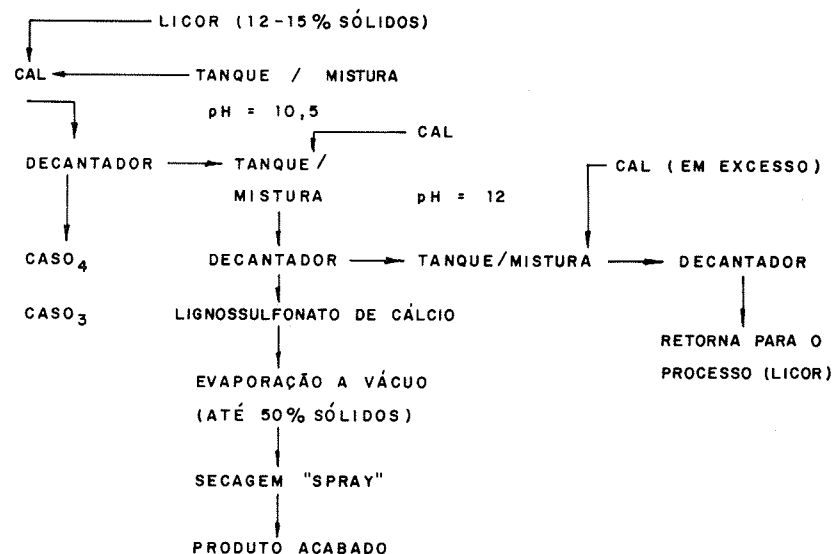 LICOR (12-15% SÓLIDOS)
CAL
TANQUE / MISTURA
pH = 10,5
CAL
DECANTADOR
TANQUE/
MISTURA
pH = 12
CAL (EM EXCESSO)
CASO4
DECANTADOR
TANQUE/MISTURA
DECANTADOR
CASO3
LIGNOSSULFONATO DE CÁLCIO
RETORNA PARA O
PROCESSO (LICOR)
EVAPORAÇÃO A VÁCUO
(ATÉ 50% SÓLIDOS)
SECAGEM "SPRAY"
PRODUTO ACABADO